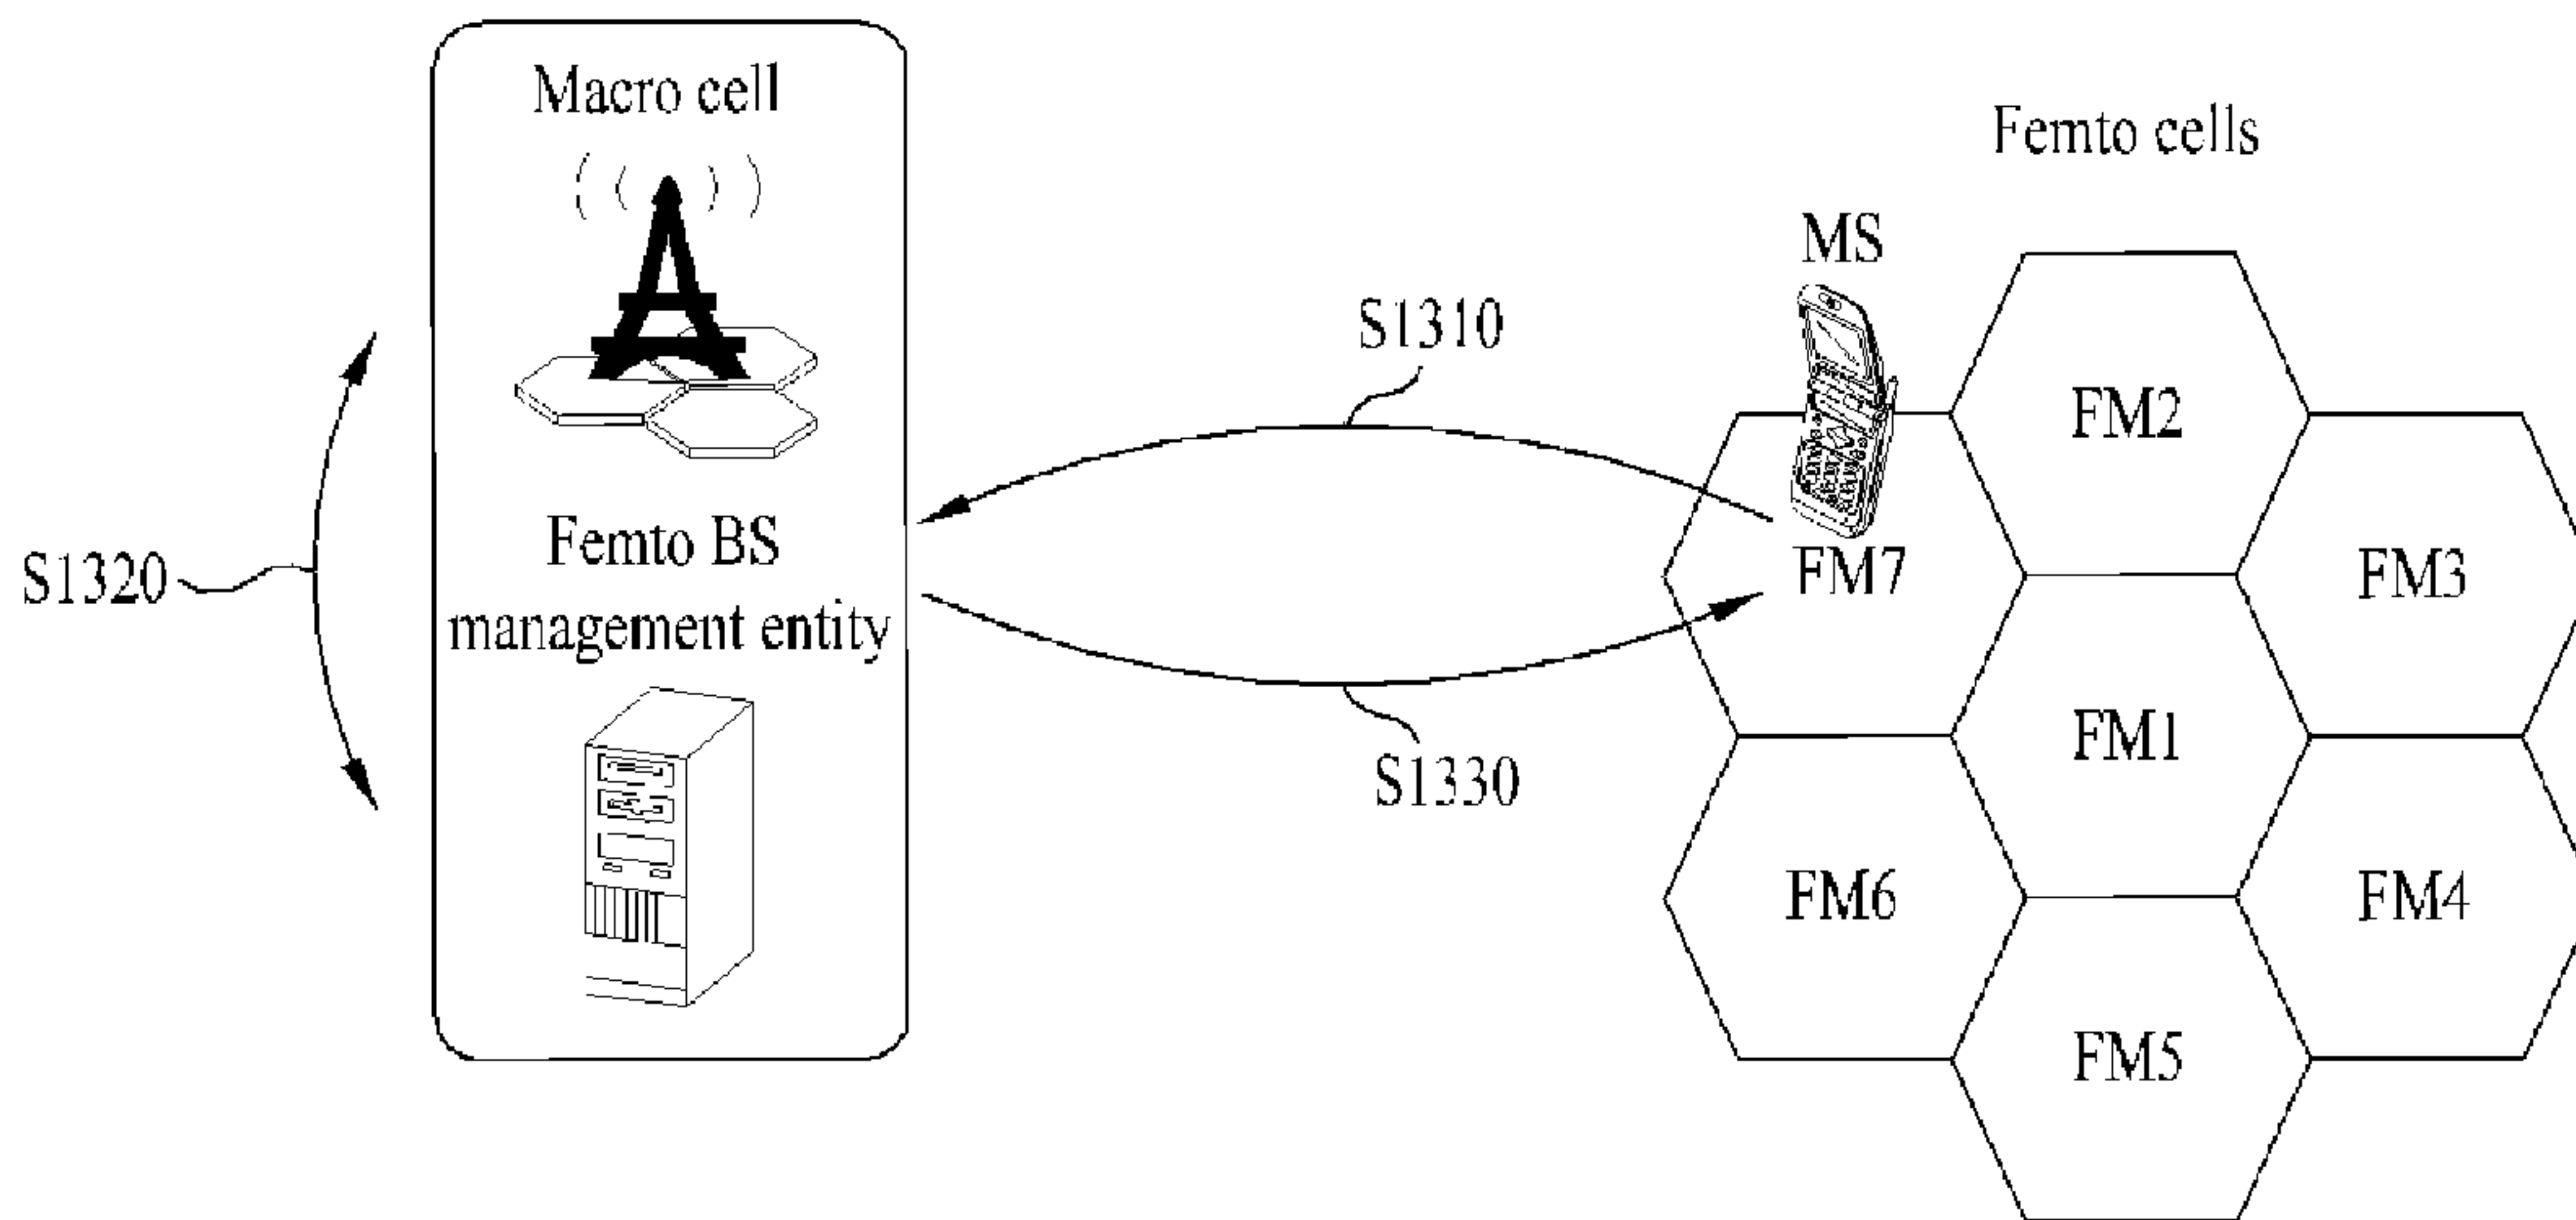 Macro cell
Femto BS
management entity
S1320
S1310
S1330
Femto cells
MS
FM2
FM7
FM3
FM1
FM6
FM4
FM5